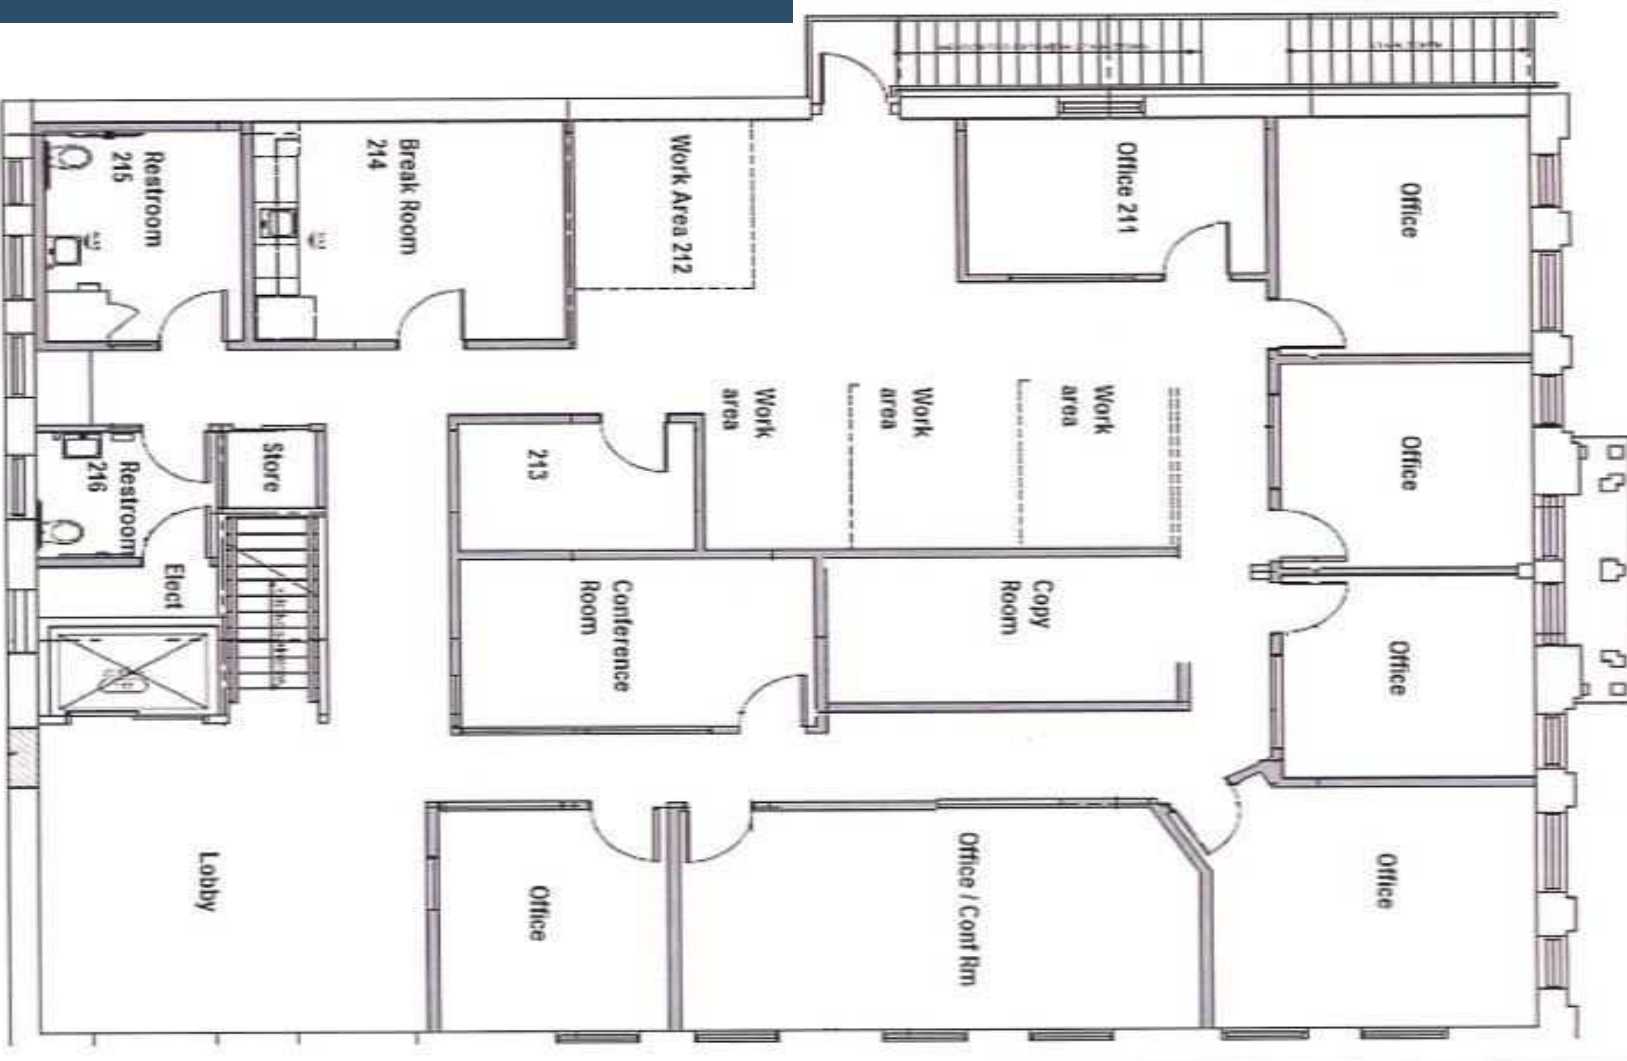 Restroom
215
Break Room
214
Work Area 212
Office 211
Office
Work
area
Work
area
Work
area
Office
Store
213
Restroom
216
Elect
Conference
Room
Copy
Room
Office
Lobby
Office
Office / Conf Rm
Office